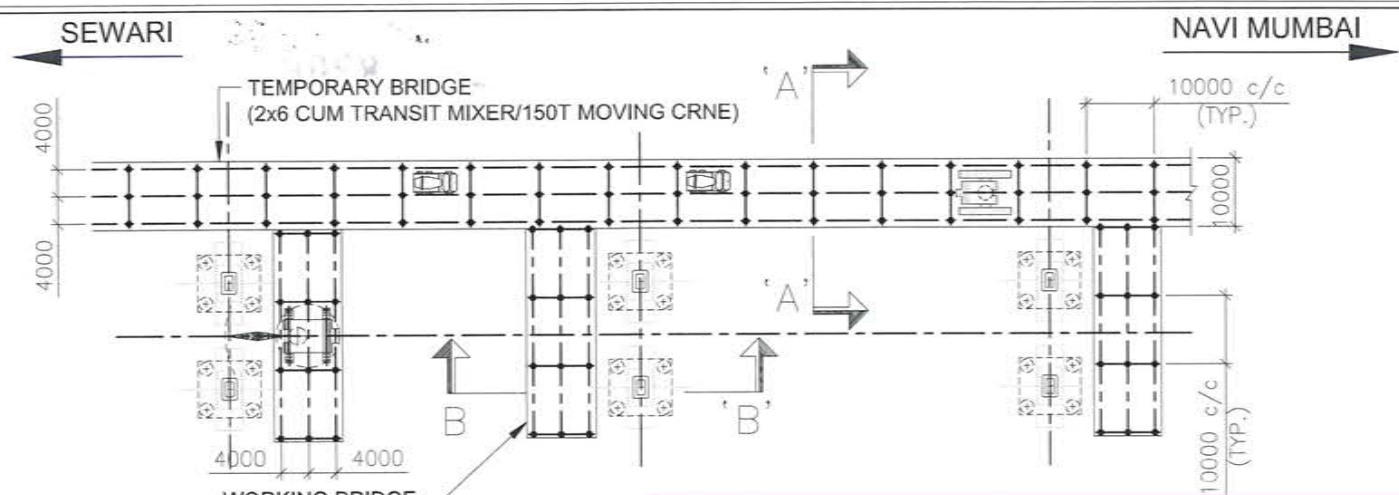 SEWARI
NAVI MUMBAI
TEMPORARY BRIDGE
(2x6 CUM TRANSIT MIXER/150T MOVING CRNE)
'A'
10000 c/c
(TYP.)
4000
4000
10000
'A'
B
'B'
4000
4000
10000 c/c
(TYP.)
WORKING BRIDGE